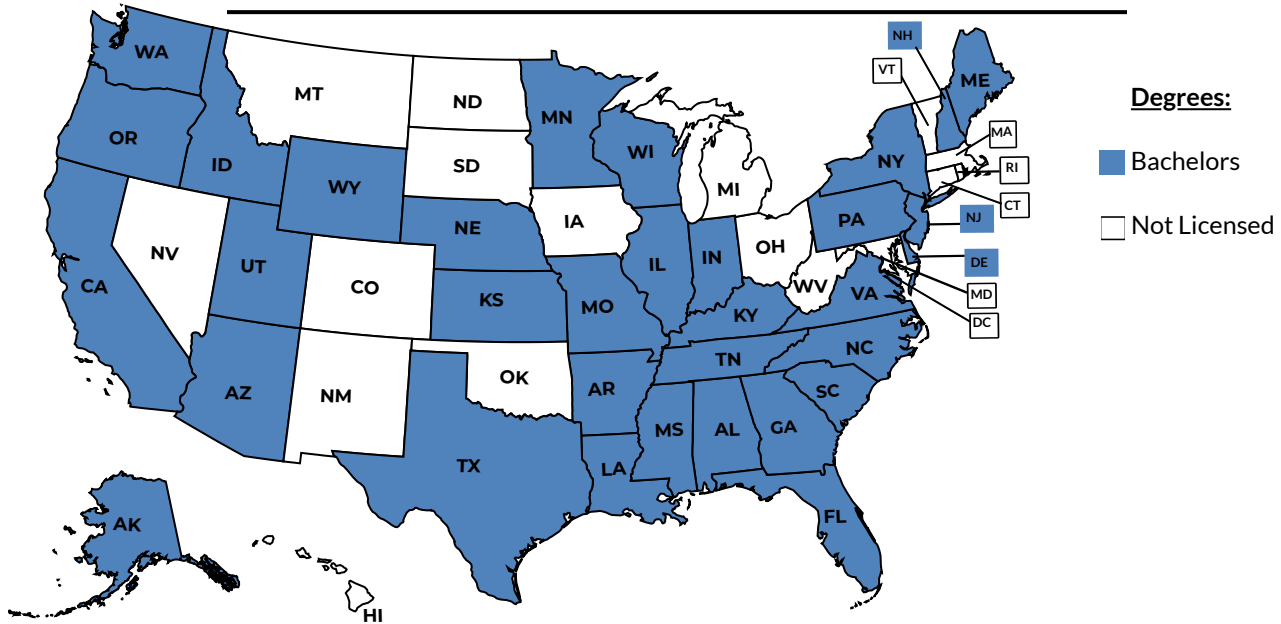 WA
MT
ND
MN
OR
ID
WY
SD
WI
MI
NY
ME
NH
VT
MA
RI
CT
NJ
DE
MD
DC
NV
UT
CO
NE
IA
IL
IN
OH
PA
WV
VA
CA
KS
MO
KY
AZ
NM
OK
AR
TN
NC
SC
TX
LA
MS
AL
GA
FL
AK
HI
Degrees:
Bachelors
Not Licensed